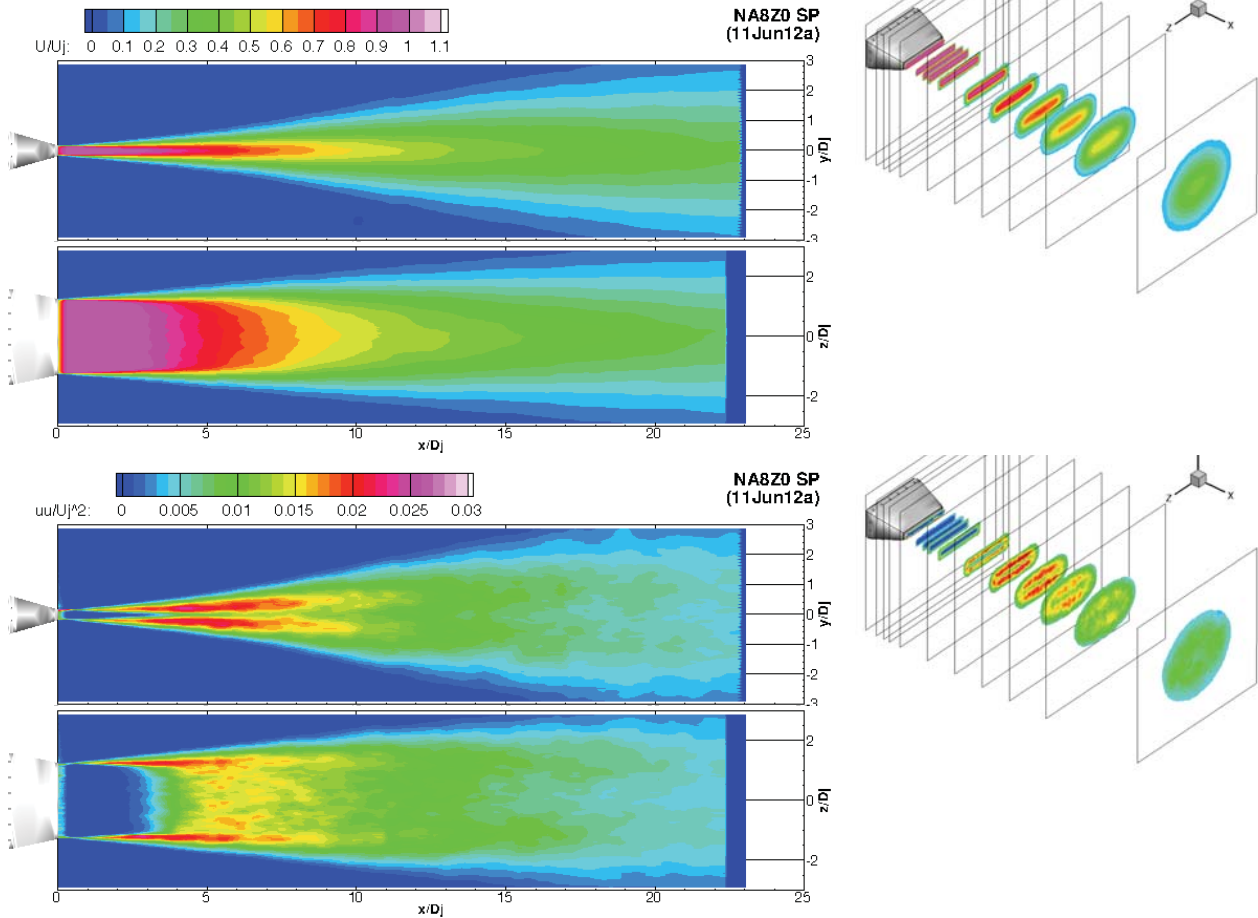 U/Uj: 0 0.1 0.2 0.3 0.4 0.5 0.6 0.7 0.8 0.9 1 1.1
NA8Z0 SP
(11Jun12a)
3
2
1
0
-1
-2
-3
y/Dj
2
0
-2
z/Dj
0 5 10 15 20 25
x/Dj
z x
uu/Uj^2: 0 0.005 0.01 0.015 0.02 0.025 0.03
NA8Z0 SP
(11Jun12a)
3
2
1
0
-1
-2
-3
y/Dj
2
0
-2
z/Dj
0 5 10 15 20 25
x/Dj
z x